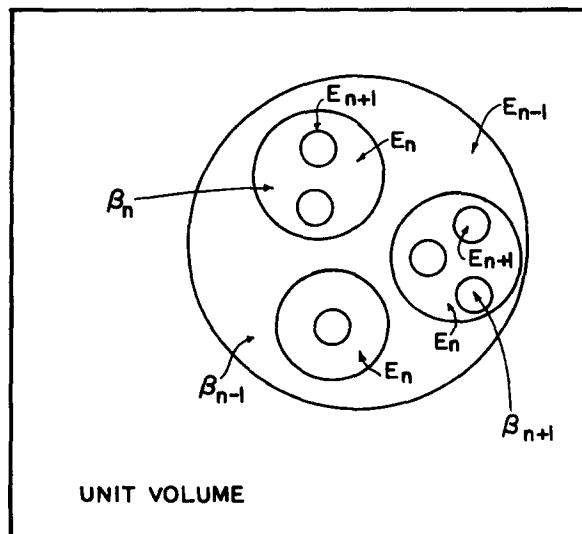 E_{n+1}
E_{n-1}
E_n
β_n
E_{n+1}
E_n
E_n
β_{n-1}
β_{n+1}
UNIT VOLUME